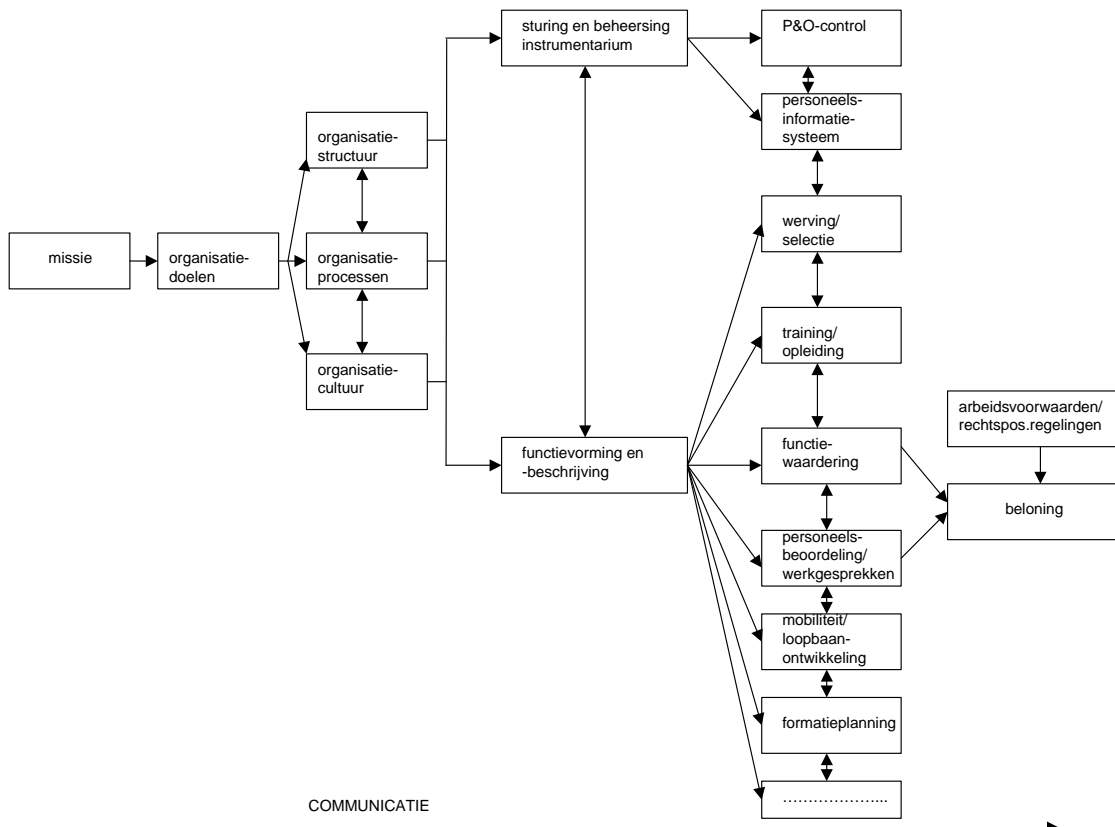 missie
organisatie-
doelen
organisatie-
structuur
organisatie-
processen
organisatie-
cultuur
sturing en beheersing
instrumentarium
functievorming en
-beschrijving
P&O-control
personeels-
informatie-
systeem
werving/
selectie
training/
opleiding
functie-
waardering
personeels-
beoordeling/
werkgesprekken
mobiliteit/
loopbaan-
ontwikkeling
formatieplanning
.....................
arbeidsvoorwaarden/
rechtspos.regelingen
beloning
COMMUNICATIE